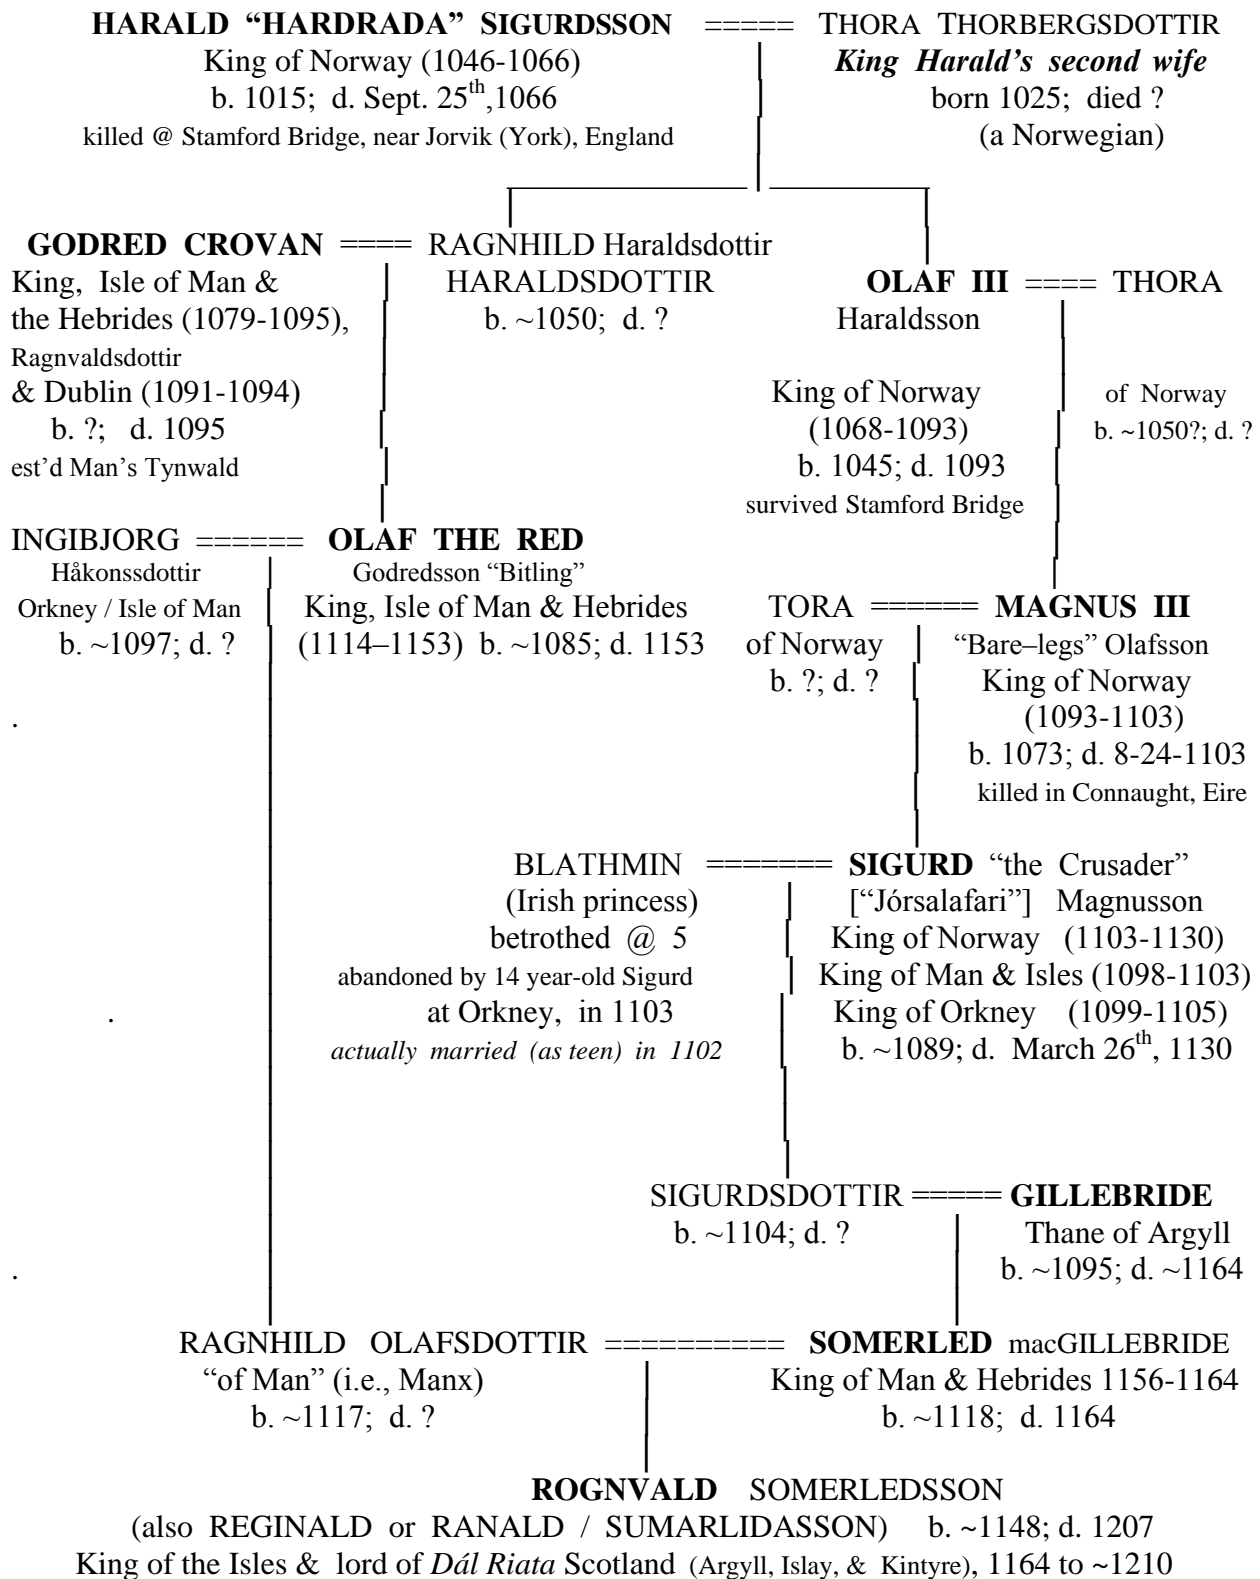 HARALD “HARDRADA” SIGURDSSON ===== THORA THORBERGSDOTTIR
King of Norway (1046-1066) King Harald’s second wife
b. 1015; d. Sept. 25th,1066 born 1025; died ?
killed @ Stamford Bridge, near Jorvik (York), England (a Norwegian)
GODRED CROVAN ==== RAGNHILD Haraldsdottir
King, Isle of Man & HARALDSDOTTIR OLAF III ==== THORA
the Hebrides (1079-1095), b. ~1050; d. ? Haraldsson
Ragnvaldsdottir
& Dublin (1091-1094) King of Norway of Norway
b. ?; d. 1095 (1068-1093) b. ~1050?; d. ?
est’d Man’s Tynwald b. 1045; d. 1093
survived Stamford Bridge
INGIBJORG ====== OLAF THE RED
Håkonssdottir Godredsson “Bitling”
Orkney / Isle of Man King, Isle of Man & Hebrides TORA ====== MAGNUS III
b. ~1097; d. ? (1114–1153) b. ~1085; d. 1153 of Norway “Bare–legs” Olafsson
b. ?; d. ? King of Norway
. (1093-1103)
b. 1073; d. 8-24-1103
killed in Connaught, Eire
BLATHMIN ======= SIGURD “the Crusader”
(Irish princess) [“Jórsalafari”] Magnusson
betrothed @ 5 King of Norway (1103-1130)
abandoned by 14 year-old Sigurd King of Man & Isles (1098-1103)
. at Orkney, in 1103 King of Orkney (1099-1105)
actually married (as teen) in 1102 b. ~1089; d. March 26th, 1130
SIGURDSDOTTIR ===== GILLEBRIDE
b. ~1104; d. ? Thane of Argyll
. b. ~1095; d. ~1164
RAGNHILD OLAFSDOTTIR ========== SOMERLED macGILLEBRIDE
“of Man” (i.e., Manx) King of Man & Hebrides 1156-1164
b. ~1117; d. ? b. ~1118; d. 1164
ROGNVALD SOMERLEDSSON
(also REGINALD or RANALD / SUMARLIDASSON) b. ~1148; d. 1207
King of the Isles & lord of Dál Riata Scotland (Argyll, Islay, & Kintyre), 1164 to ~1210